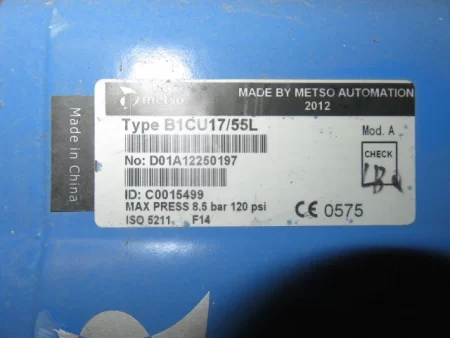 metso
MADE BY METSO AUTOMATION
2012
Type B1CU17/55L
Mod. A
No: D01A12250197
CHECK
ID: C0015499
MAX PRESS 8.5 bar 120 psi
ISO 5211 F14
CE 0575
Made in China